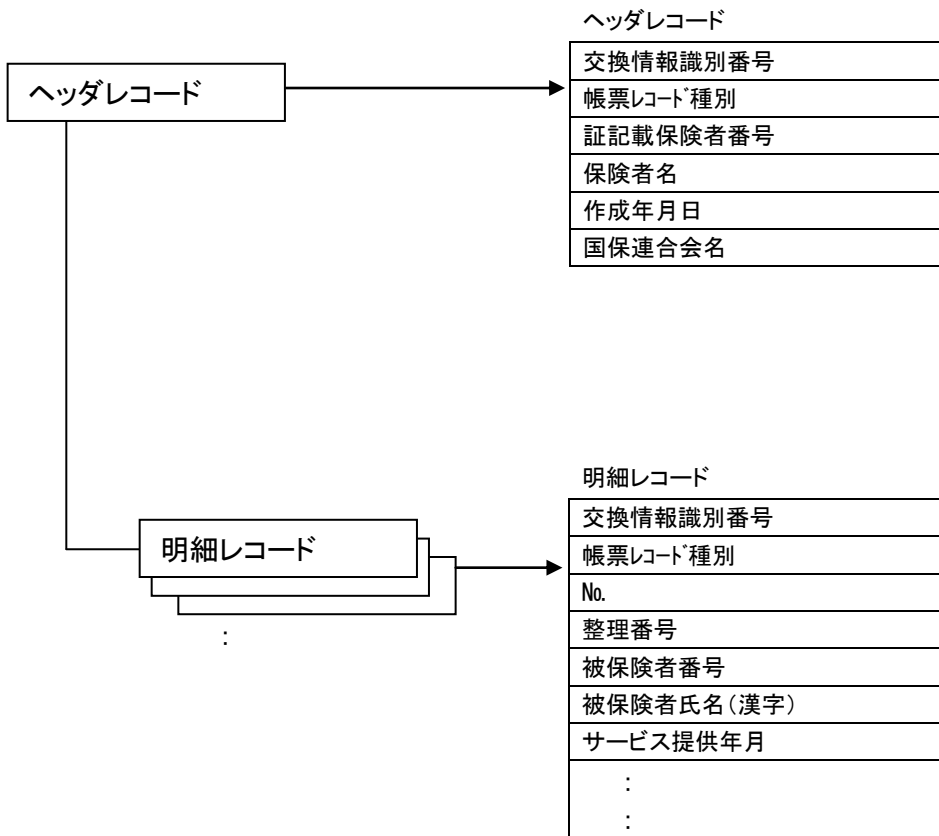 ヘッダレコード
ヘッダレコード
交換情報識別番号
帳票ﾚｺｰﾄﾞ種別
証記載保険者番号
保険者名
作成年月日
国保連合会名
明細レコード
:
明細レコード
交換情報識別番号
帳票ﾚｺｰﾄﾞ種別
№
整理番号
被保険者番号
被保険者氏名(漢字)
サービス提供年月
:
: